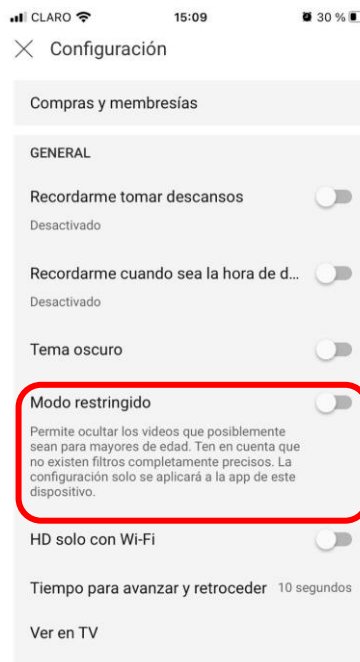 CLARO 15:09 30 %
Configuración
Compras y membresías
GENERAL
Recordarme tomar descansos
Desactivado
Recordarme cuando sea la hora de d...
Desactivado
Tema oscuro
Modo restringido
Permite ocultar los videos que posiblemente
sean para mayores de edad. Ten en cuenta que
no existen filtros completamente precisos. La
configuración solo se aplicará a la app de este
dispositivo.
HD solo con Wi-Fi
Tiempo para avanzar y retroceder 10 segundos
Ver en TV